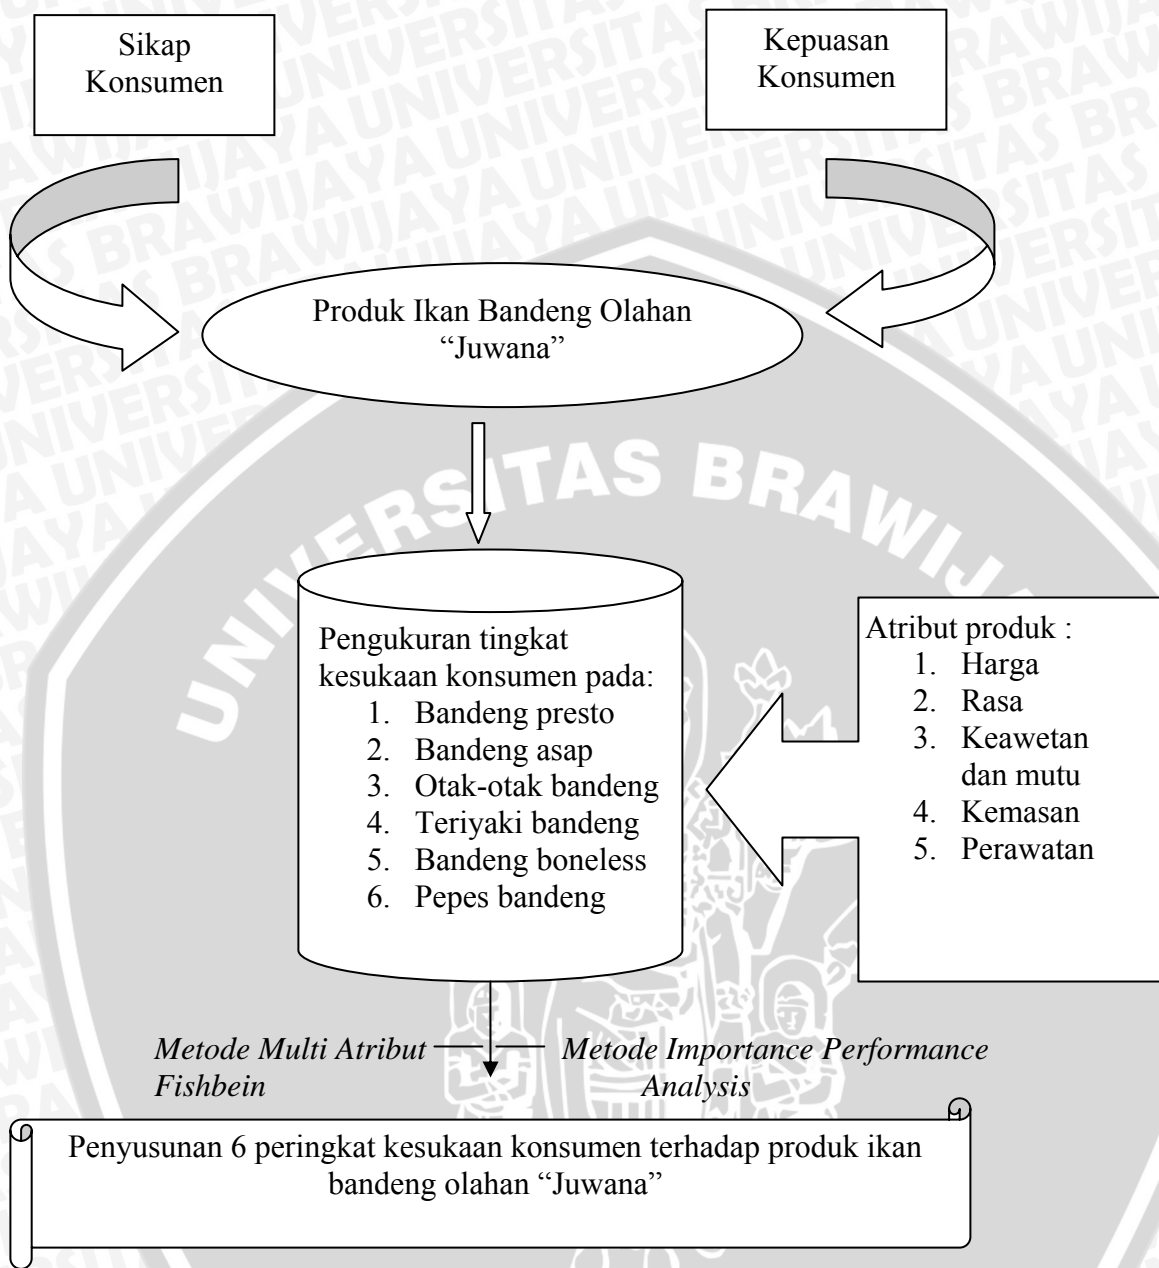 Sikap
Konsumen
Kepuasan
Konsumen
Produk Ikan Bandeng Olahan
“Juwana”
UNIVERSITAS BRAWIJA
Pengukuran tingkat
kesukaan konsumen pada:
1. Bandeng presto
2. Bandeng asap
3. Otak-otak bandeng
4. Teriyaki bandeng
5. Bandeng boneless
6. Pepes bandeng
Atribut produk :
1. Harga
2. Rasa
3. Keawetan
dan mutu
4. Kemasan
5. Perawatan
Metode Multi Atribut
Fishbein
Metode Importance Performance
Analysis
Penyusunan 6 peringkat kesukaan konsumen terhadap produk ikan
bandeng olahan “Juwana”